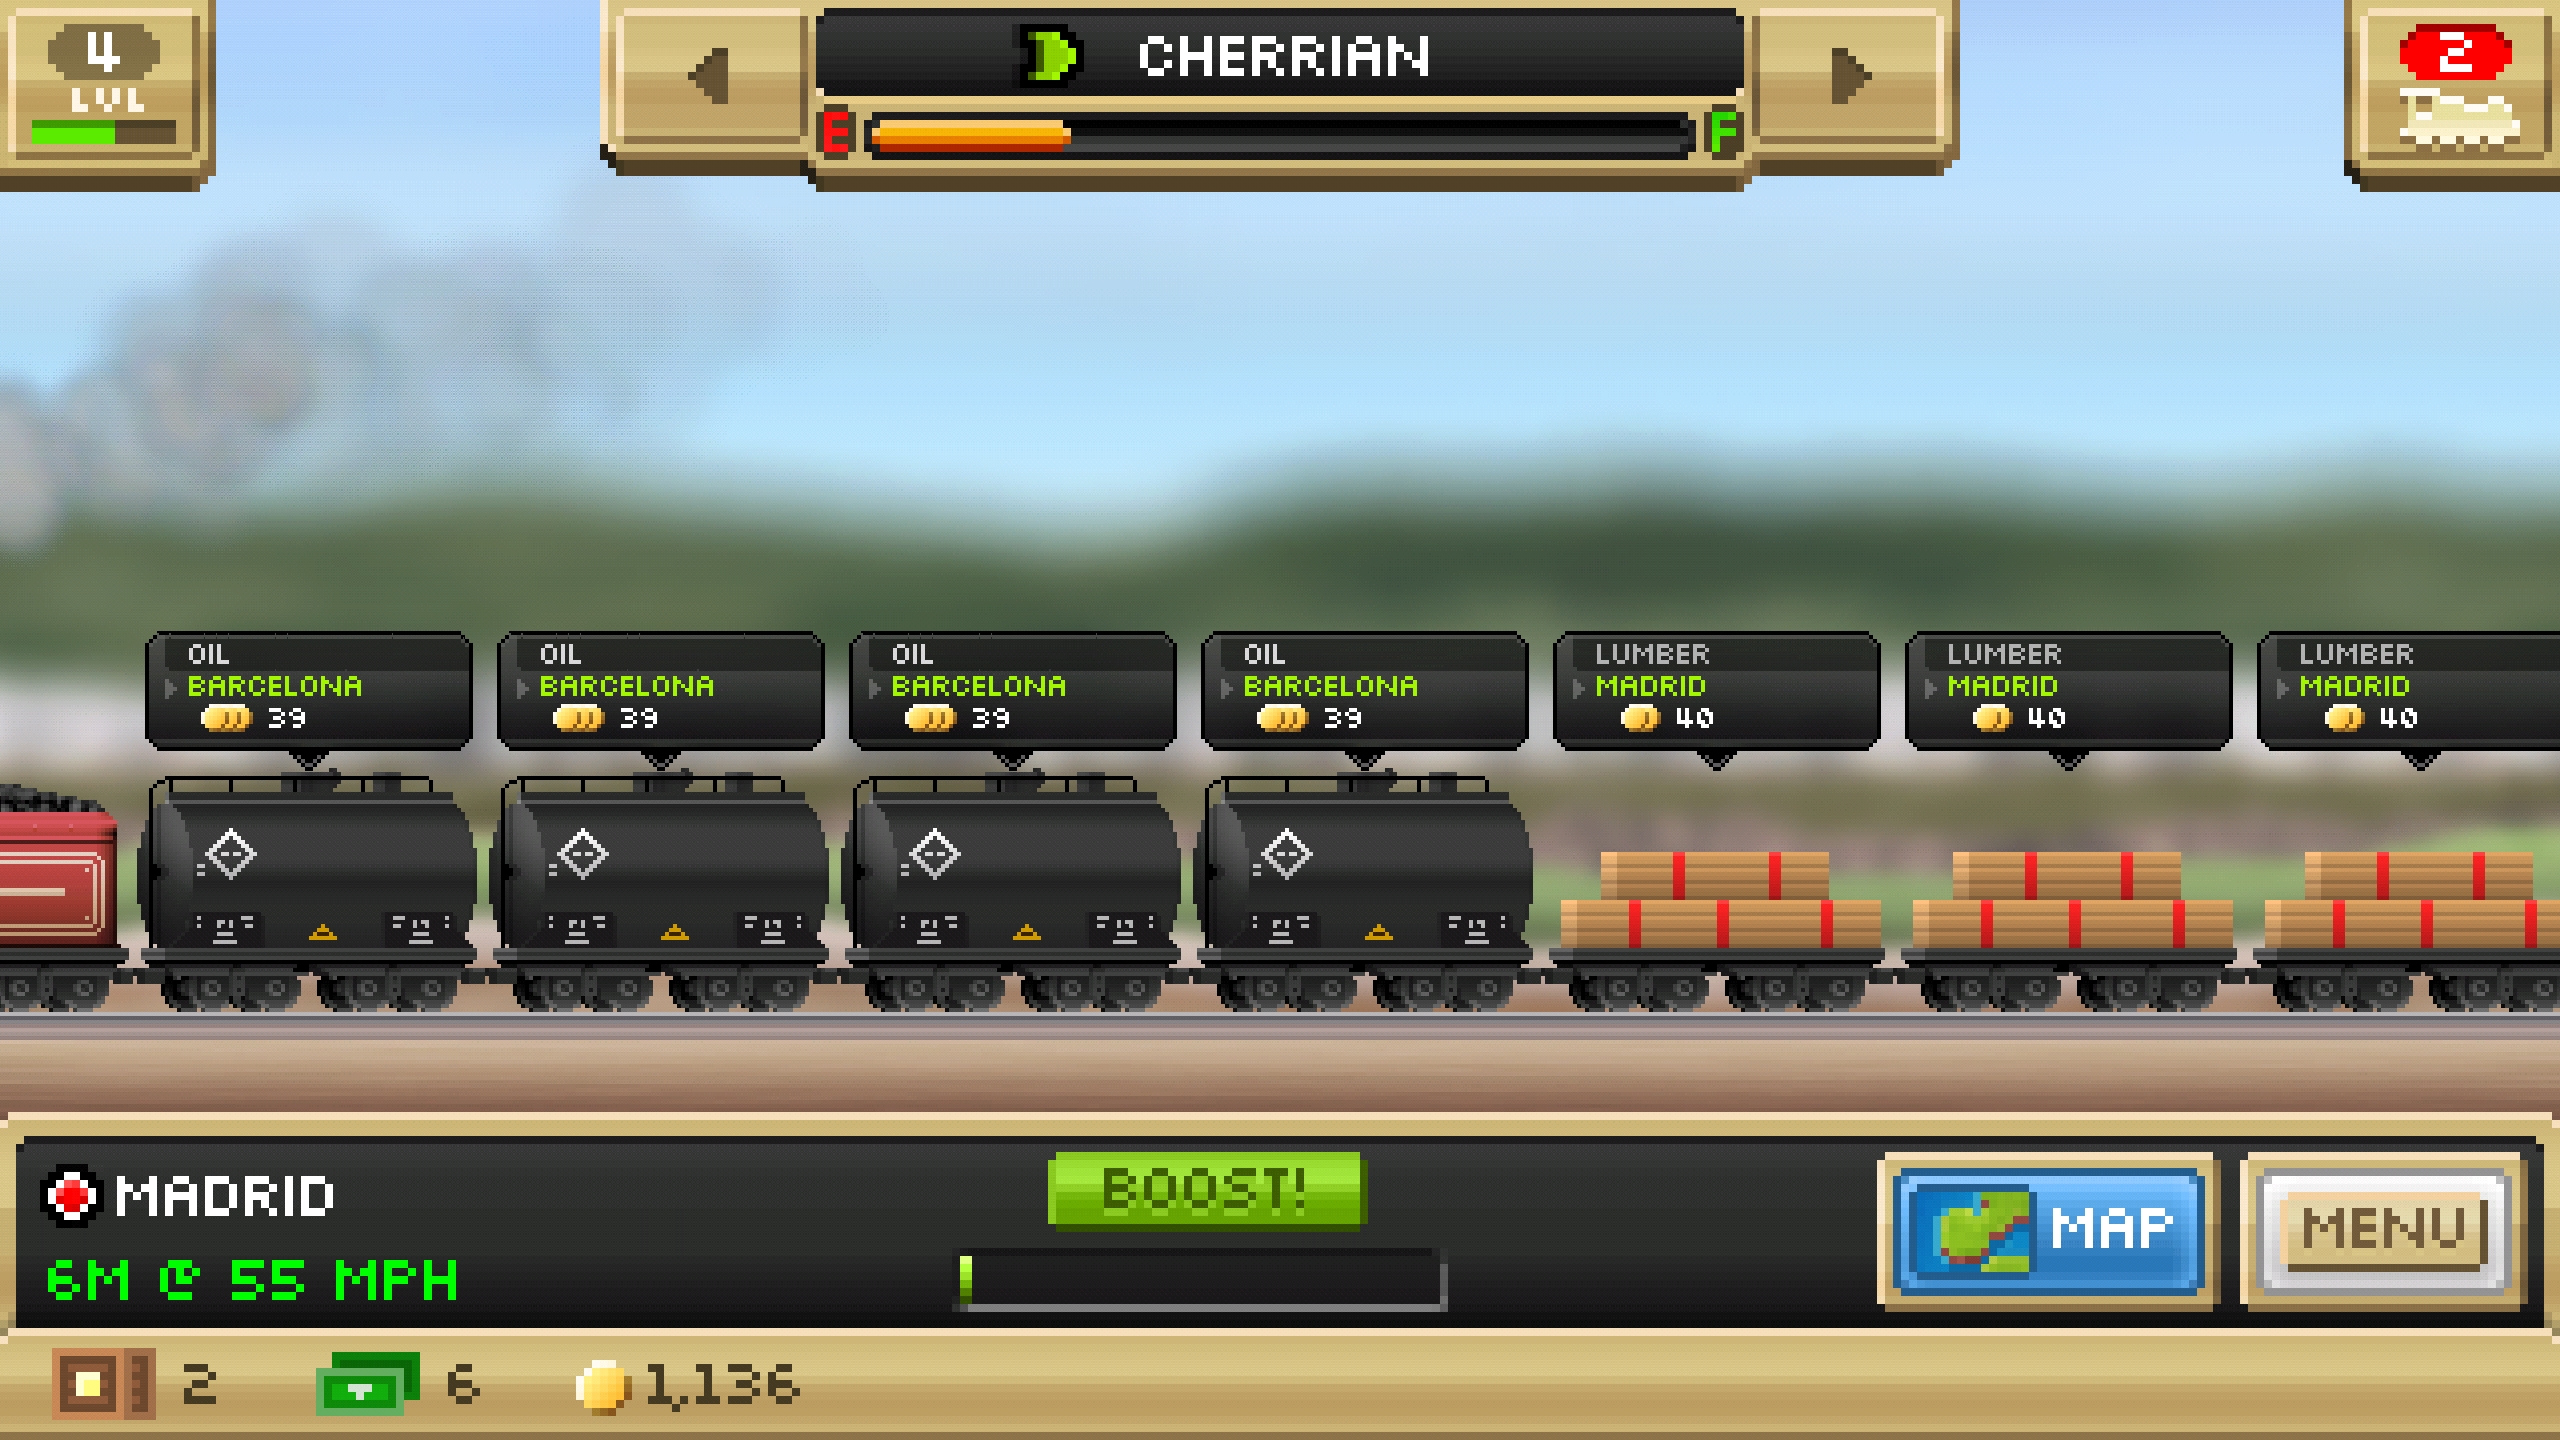 4
LVL
CHERRIAN
E
F
2
OIL
BARCELONA
39
OIL
BARCELONA
39
OIL
BARCELONA
39
OIL
BARCELONA
39
LUMBER
MADRID
40
LUMBER
MADRID
40
LUMBER
MADRID
40
MADRID
6M @ 55 MPH
BOOST!
MAP
MENU
2
6
1,136